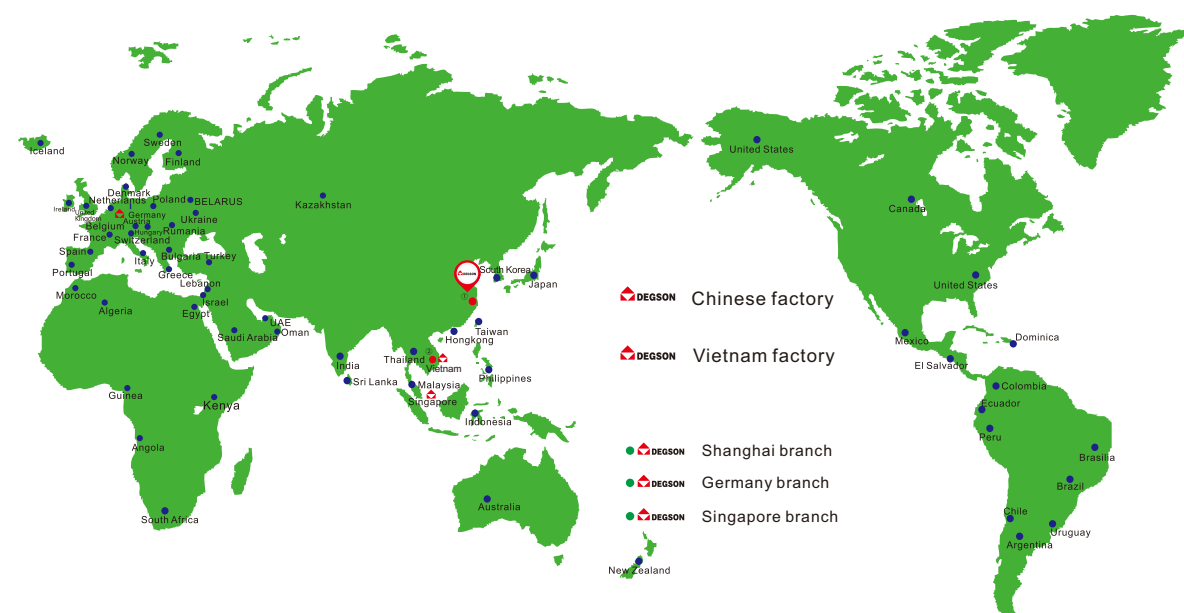 Iceland
Sweden
Norway
Finland
Denmark
Netherlands
Poland
BELARUS
Ireland
United
Kingdom
Germany
Ukraine
Austria
Belgium
Hungary
Rumania
France
Switzerland
Spain
Italy
Bulgaria
Turkey
Portugal
Greece
Lebanon
Morocco
Israel
Algeria
Egypt
UAE
Saudi Arabia
Oman
Kazakhstan
DEGSON
South Korea
Japan
①
Taiwan
Hongkong
②
Thailand
Vietnam
India
Sri Lanka
Malaysia
Philippines
Singapore
Indonesia
Guinea
Kenya
Angola
South Africa
Australia
New Zealand
DEGSON Chinese factory
DEGSON Vietnam factory
DEGSON Shanghai branch
DEGSON Germany branch
DEGSON Singapore branch
United States
Canada
United States
Mexico
Dominica
El Salvador
Colombia
Ecuador
Peru
Brasilia
Brazil
Chile
Uruguay
Argentina